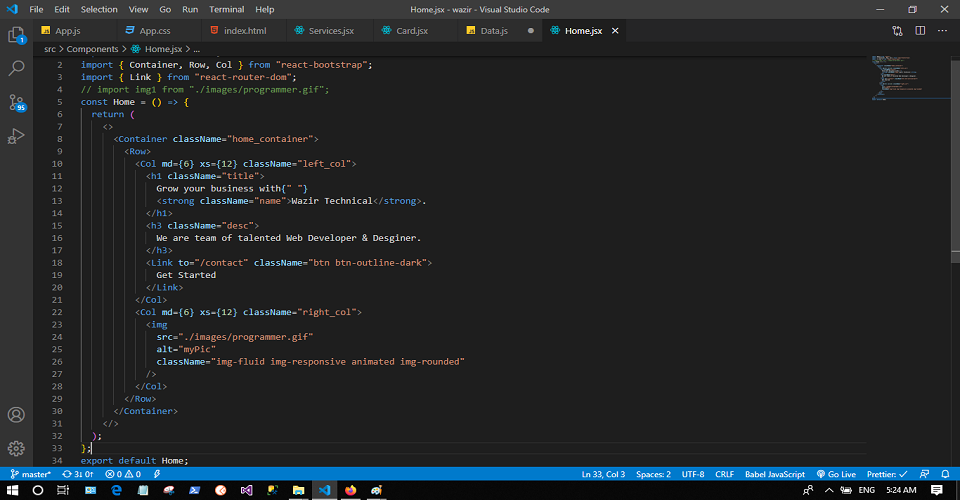 File Edit Selection View Go Run Terminal Help Home.jsx - wazir - Visual Studio Code
App.js App.css index.html Services.jsx Card.jsx Data.js Home.jsx
src > Components > Home.jsx > ...
2 import { Container, Row, Col } from "react-bootstrap";
3 import { Link } from "react-router-dom";
4 // import img1 from "./images/programmer.gif";
5 const Home = () => {
6 return (
7 <>
8 <Container className="home_container">
9 <Row>
10 <Col md={6} xs={12} className="left_col">
11 <h1 className="title">
12 Grow your business with{" "}
13 <strong className="name">Wazir Technical</strong>.
14 </h1>
15 <h3 className="desc">
16 We are team of talented Web Developer & Desginer.
17 </h3>
18 <Link to="/contact" className="btn btn-outline-dark">
19 Get Started
20 </Link>
21 </Col>
22 <Col md={6} xs={12} className="right_col">
23 <img
24 src="./images/programmer.gif"
25 alt="myPic"
26 className="img-fluid img-responsive animated img-rounded"
27 />
28 </Col>
29 </Row>
30 </Container>
31 </>
32 );
33 };
34 export default Home;
1
95
master* 3↓ 0↑ 0 0 Ln 33, Col 3 Spaces: 2 UTF-8 CRLF Babel JavaScript Go Live Prettier: ✓
ENG 5:24 AM